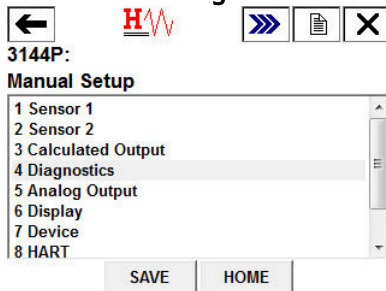 H
3144P:
Manual Setup
1 Sensor 1
2 Sensor 2
3 Calculated Output
4 Diagnostics
5 Analog Output
6 Display
7 Device
8 HART
SAVE HOME